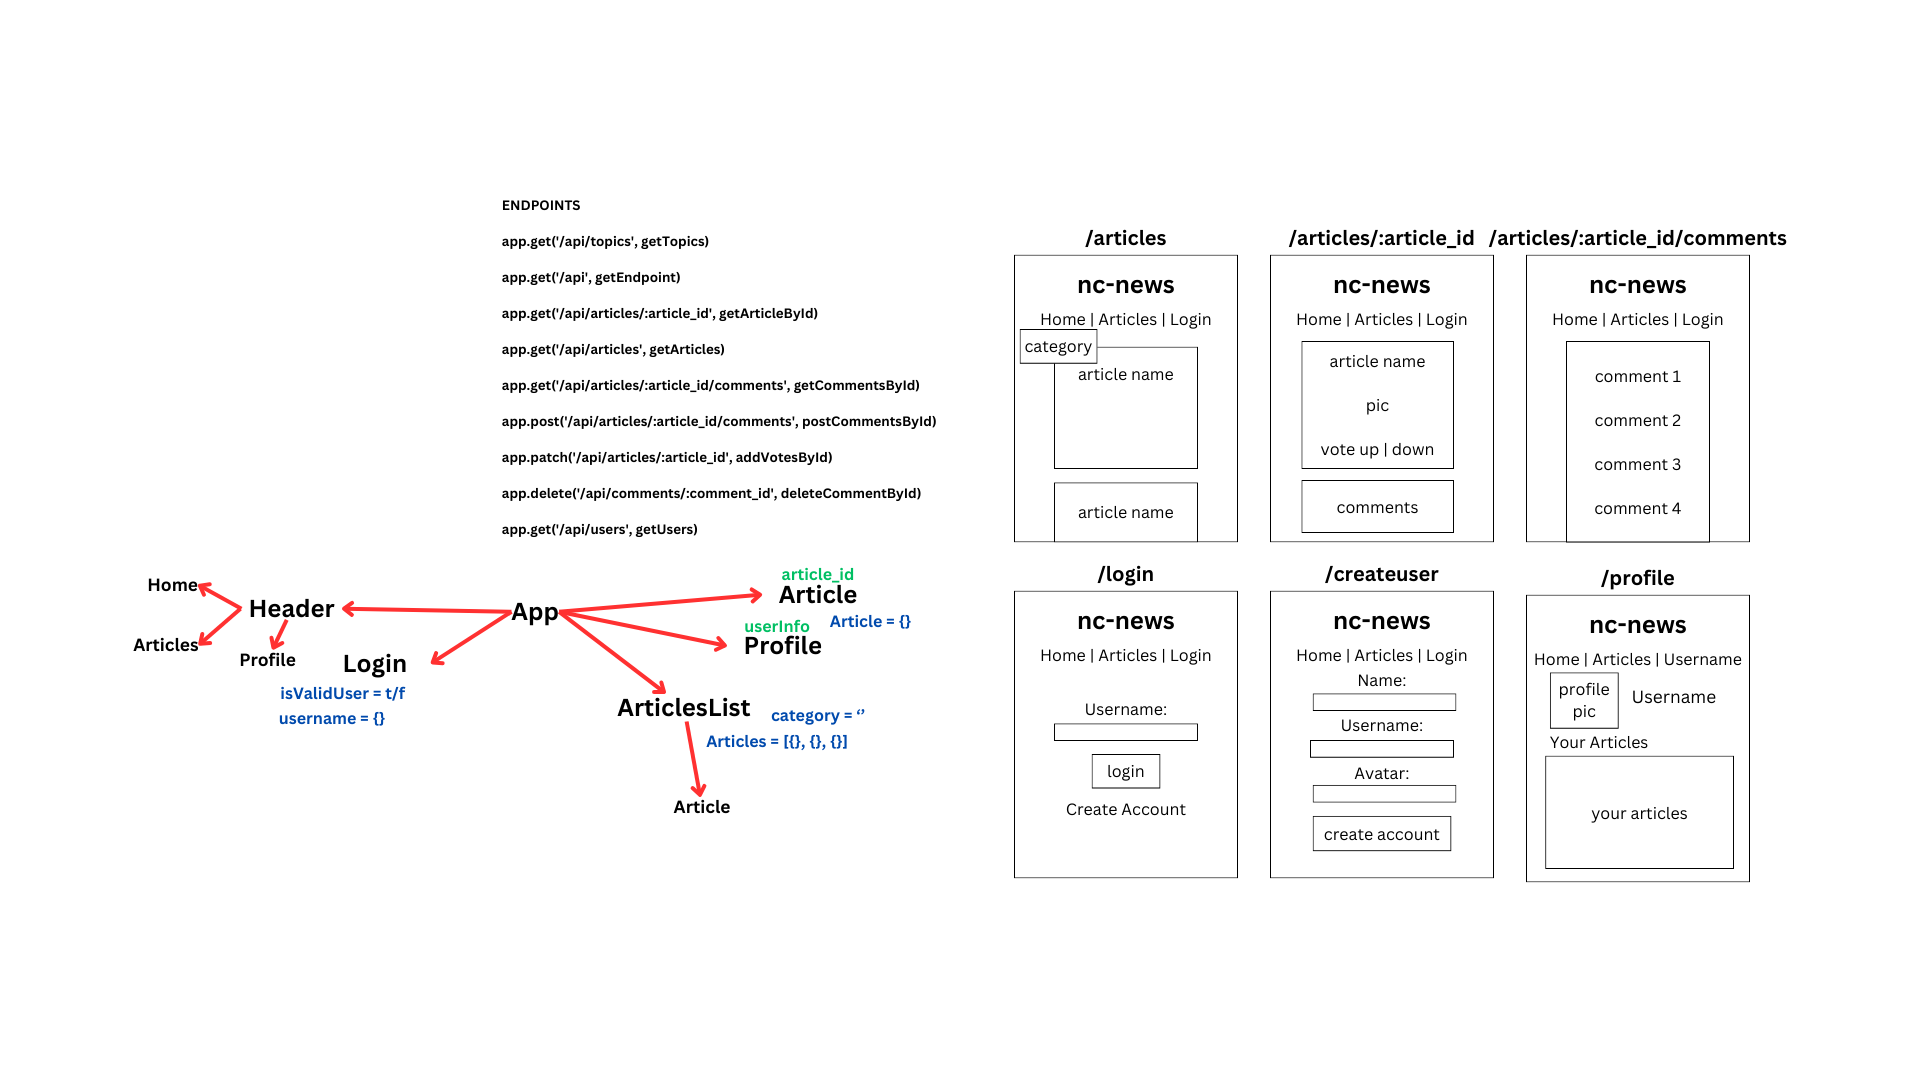 ENDPOINTS
app.get('/api/topics', getTopics)
app.get('/api', getEndpoint)
app.get('/api/articles/:article_id', getArticleById)
app.get('/api/articles', getArticles)
app.get('/api/articles/:article_id/comments', getCommentsById)
app.post('/api/articles/:article_id/comments', postCommentsById)
app.patch('/api/articles/:article_id', addVotesById)
app.delete('/api/comments/:comment_id', deleteCommentById)
app.get('/api/users', getUsers)
Home
Header
Articles
Profile
App
Login
isValidUser = t/f
username = {}
article_id
Article
Article = {}
userInfo
Profile
ArticlesList
category = ‘’
Articles = [{}, {}, {}]
Article
/articles
nc-news
Home | Articles | Login
category
article name
article name
/articles/:article_id
nc-news
Home | Articles | Login
article name
pic
vote up | down
comments
/articles/:article_id/comments
nc-news
Home | Articles | Login
comment 1
comment 2
comment 3
comment 4
/login
nc-news
Home | Articles | Login
Username:
login
Create Account
/createuser
nc-news
Home | Articles | Login
Name:
Username:
Avatar:
create account
/profile
nc-news
Home | Articles | Username
profile
pic
Username
Your Articles
your articles